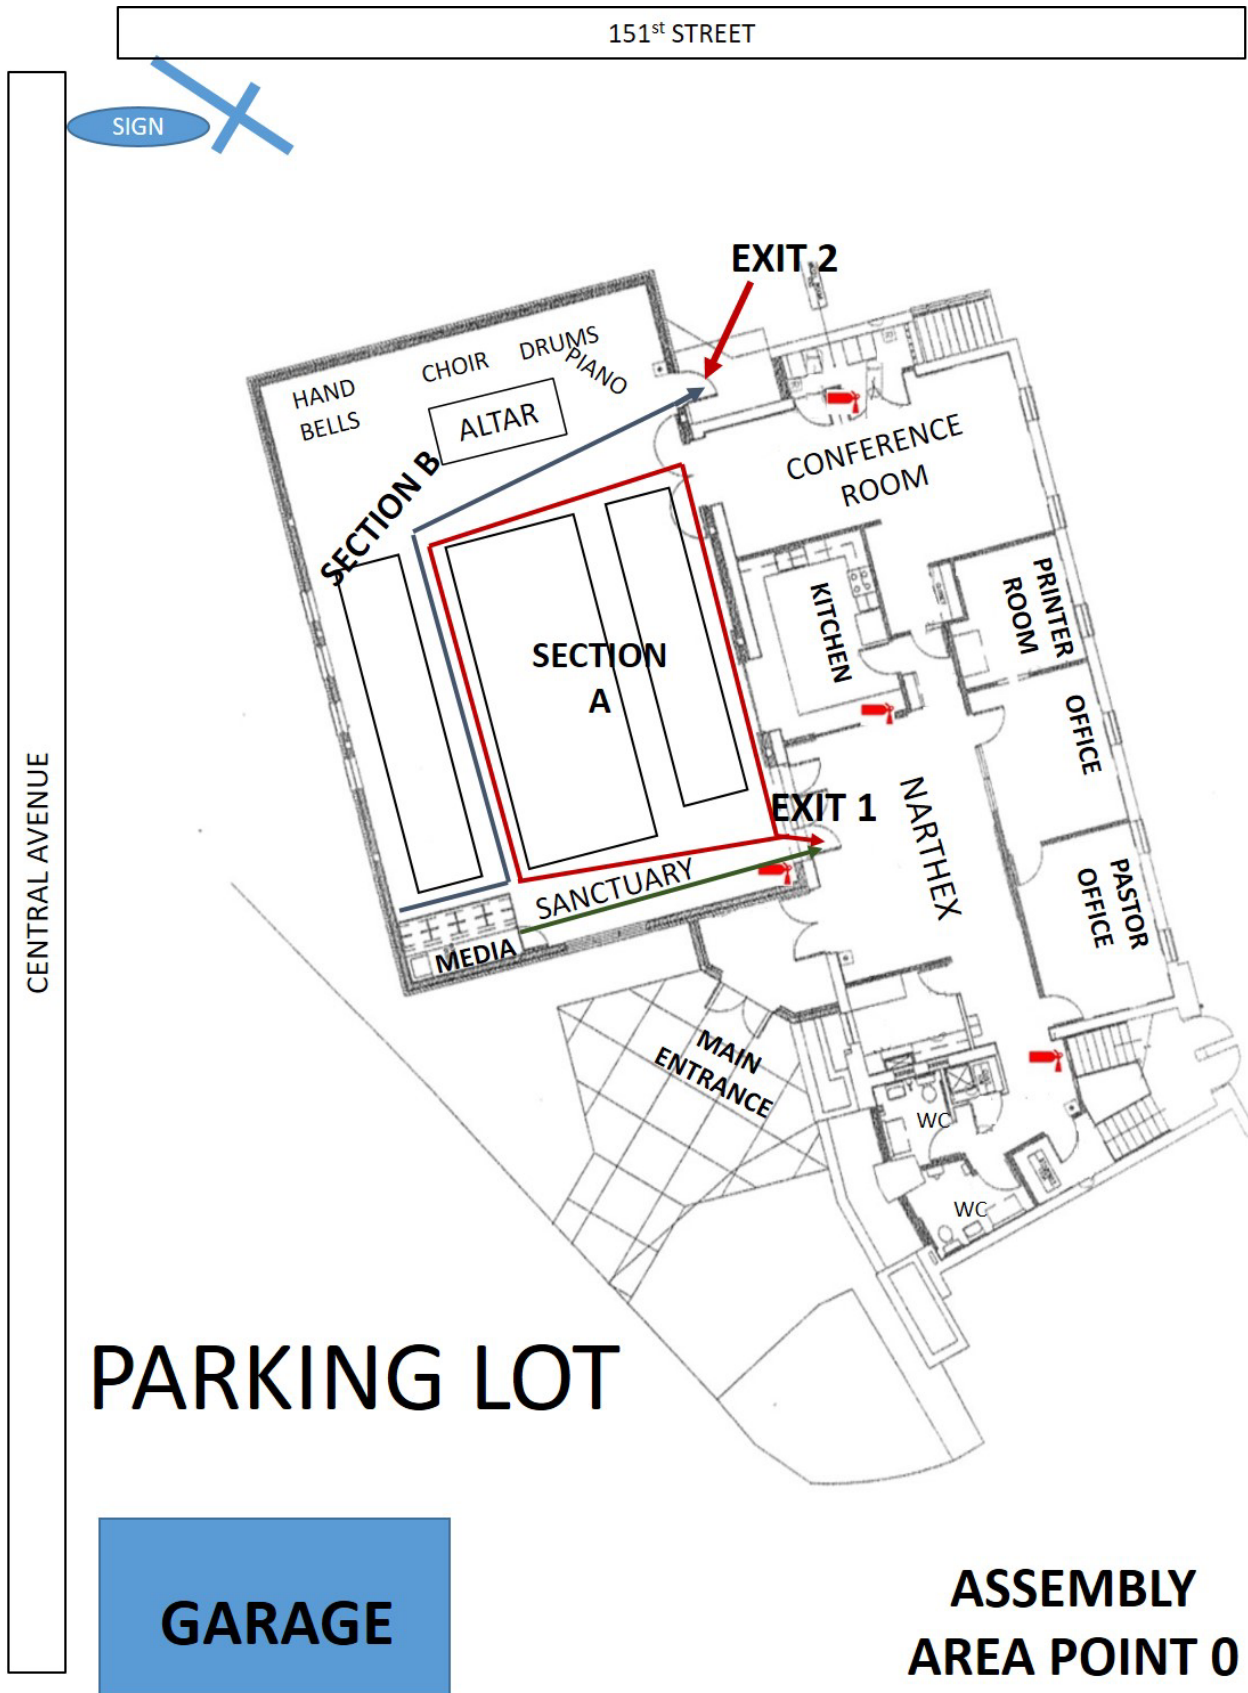 151st STREET
SIGN
CENTRAL AVENUE
EXIT 2
HAND
BELLS
CHOIR
DRUMS
PIANO
ALTAR
SECTION B
CONFERENCE
ROOM
SECTION
A
KITCHEN
PRINTER
ROOM
OFFICE
EXIT 1
NARTHEX
SANCTUARY
PASTOR
OFFICE
MEDIA
MAIN
ENTRANCE
WC
WC
PARKING LOT
GARAGE
ASSEMBLY
AREA POINT 0